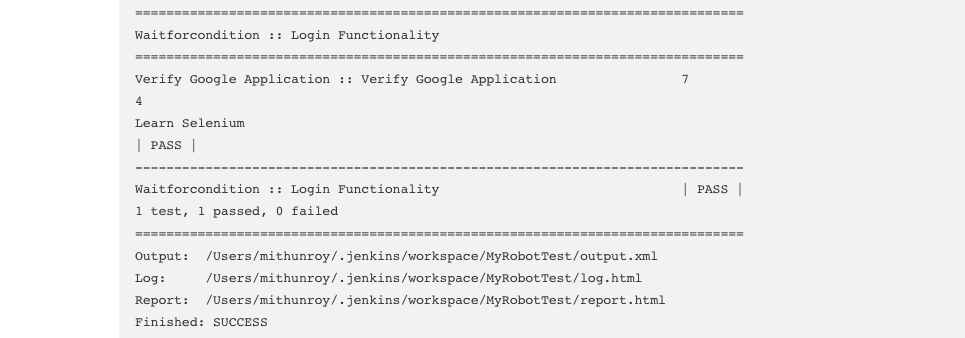 ==============================================================================
Waitforcondition :: Login Functionality
==============================================================================
Verify Google Application :: Verify Google Application                7
4
Learn Selenium
| PASS |
------------------------------------------------------------------------------
Waitforcondition :: Login Functionality                               | PASS |
1 test, 1 passed, 0 failed
==============================================================================
Output:  /Users/mithunroy/.jenkins/workspace/MyRobotTest/output.xml
Log:     /Users/mithunroy/.jenkins/workspace/MyRobotTest/log.html
Report:  /Users/mithunroy/.jenkins/workspace/MyRobotTest/report.html
Finished: SUCCESS